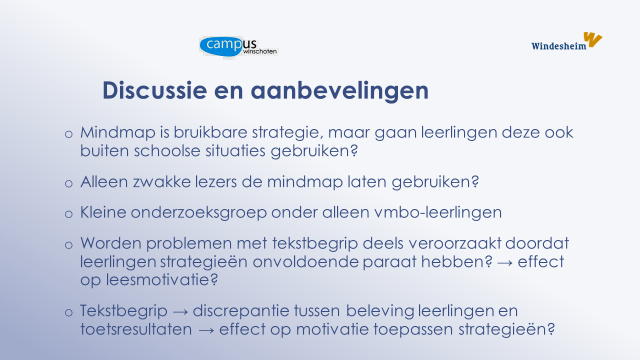 campus
winschoten
Windesheim
Discussie en aanbevelingen
o Mindmap is bruikbare strategie, maar gaan leerlingen deze ook
buiten schoolse situaties gebruiken?
o Alleen zwakke lezers de mindmap laten gebruiken?
o Kleine onderzoeksgroep onder alleen vmbo-leerlingen
o Worden problemen met tekstbegrip deels veroorzaakt doordat
leerlingen strategieën onvoldoende paraat hebben? → effect
op leesmotivatie?
o Tekstbegrip → discrepantie tussen beleving leerlingen en
toetsresultaten → effect op motivatie toepassen strategieën?